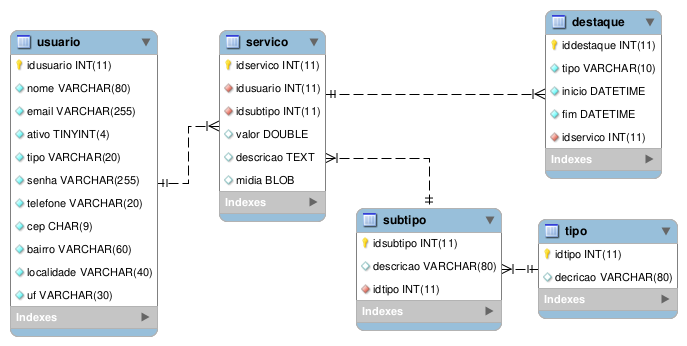 usuario
idusuario INT(11)
nome VARCHAR(80)
email VARCHAR(255)
ativo TINYINT(4)
tipo VARCHAR(20)
senha VARCHAR(255)
telefone VARCHAR(20)
cep CHAR(9)
bairro VARCHAR(60)
localidade VARCHAR(40)
uf VARCHAR(30)
Indexes
servico
idservico INT(11)
idusuario INT(11)
idsubtipo INT(11)
valor DOUBLE
descricao TEXT
midia BLOB
Indexes
destaque
iddestaque INT(11)
tipo VARCHAR(10)
inicio DATETIME
fim DATETIME
idservico INT(11)
Indexes
subtipo
idsubtipo INT(11)
descricao VARCHAR(80)
idtipo INT(11)
Indexes
tipo
idtipo INT(11)
decricao VARCHAR(80)
Indexes